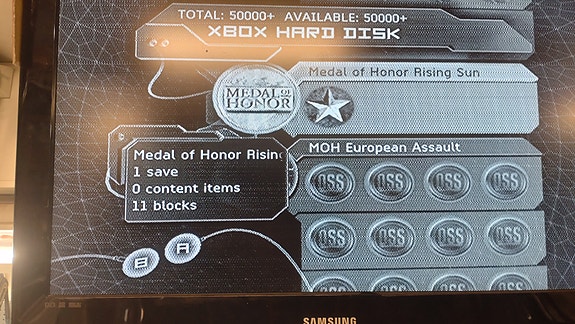 TOTAL: 50000+ AVAILABLE: 50000+
XBOX HARD DISK
Medal of Honor Rising Sun
MEDAL OF
HONOR
MOH European Assault
Medal of Honor Risin
1 save
0 content items
11 blocks
OSS OSS OSS OSS
OSS OSS OSS OSS
B A
SAMSUNG